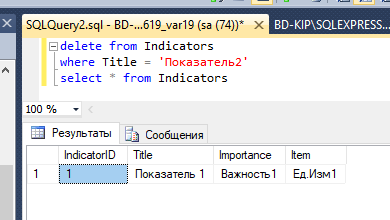 SQLQuery2.sql - BD-...619_var19 (sa (74))* BD-KIP\SQLEXPRESS...
delete from Indicators
where Title = 'Показатель2'
select * from Indicators
100 %
Результаты Сообщения
IndicatorID Title Importance Item
1 1 Показатель 1 Важность1 Ед.Изм1